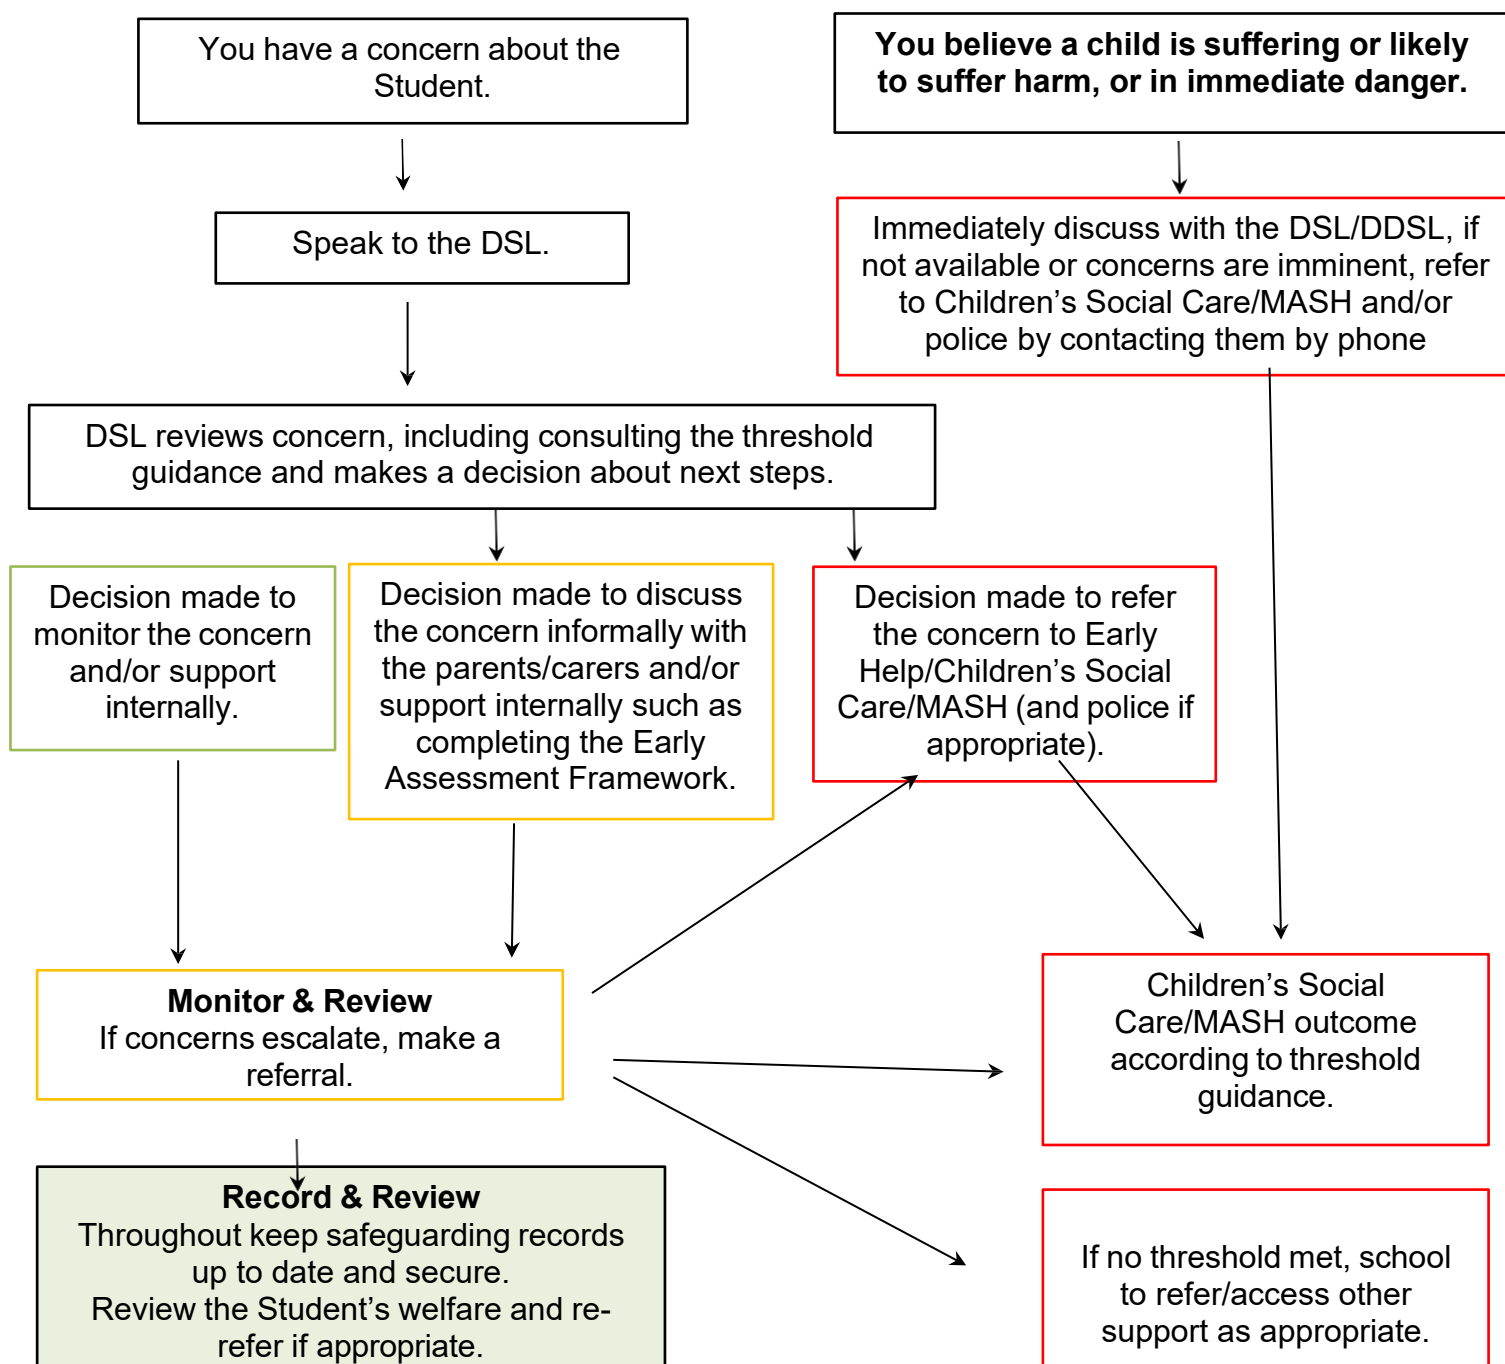 You have a concern about the
Student.
You believe a child is suffering or likely
to suffer harm, or in immediate danger.
Speak to the DSL.
Immediately discuss with the DSL/DDSL, if
not available or concerns are imminent, refer
to Children’s Social Care/MASH and/or
police by contacting them by phone
DSL reviews concern, including consulting the threshold
guidance and makes a decision about next steps.
Decision made to
monitor the concern
and/or support
internally.
Decision made to discuss
the concern informally with
the parents/carers and/or
support internally such as
completing the Early
Assessment Framework.
Decision made to refer
the concern to Early
Help/Children’s Social
Care/MASH (and police if
appropriate).
Monitor & Review
If concerns escalate, make a
referral.
Children’s Social
Care/MASH outcome
according to threshold
guidance.
Record & Review
Throughout keep safeguarding records
up to date and secure.
Review the Student’s welfare and re-
refer if appropriate.
If no threshold met, school
to refer/access other
support as appropriate.